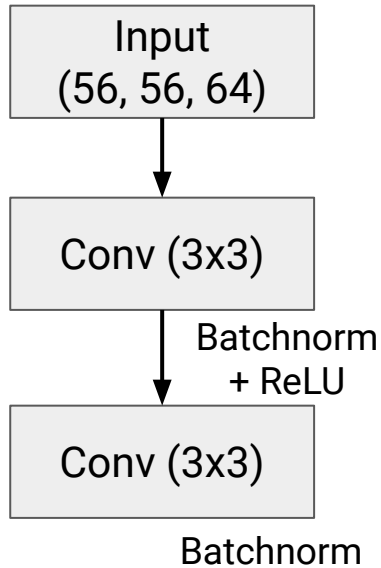 Input
(56, 56, 64)
Conv (3x3)
Batchnorm
+ ReLU
Conv (3x3)
Batchnorm